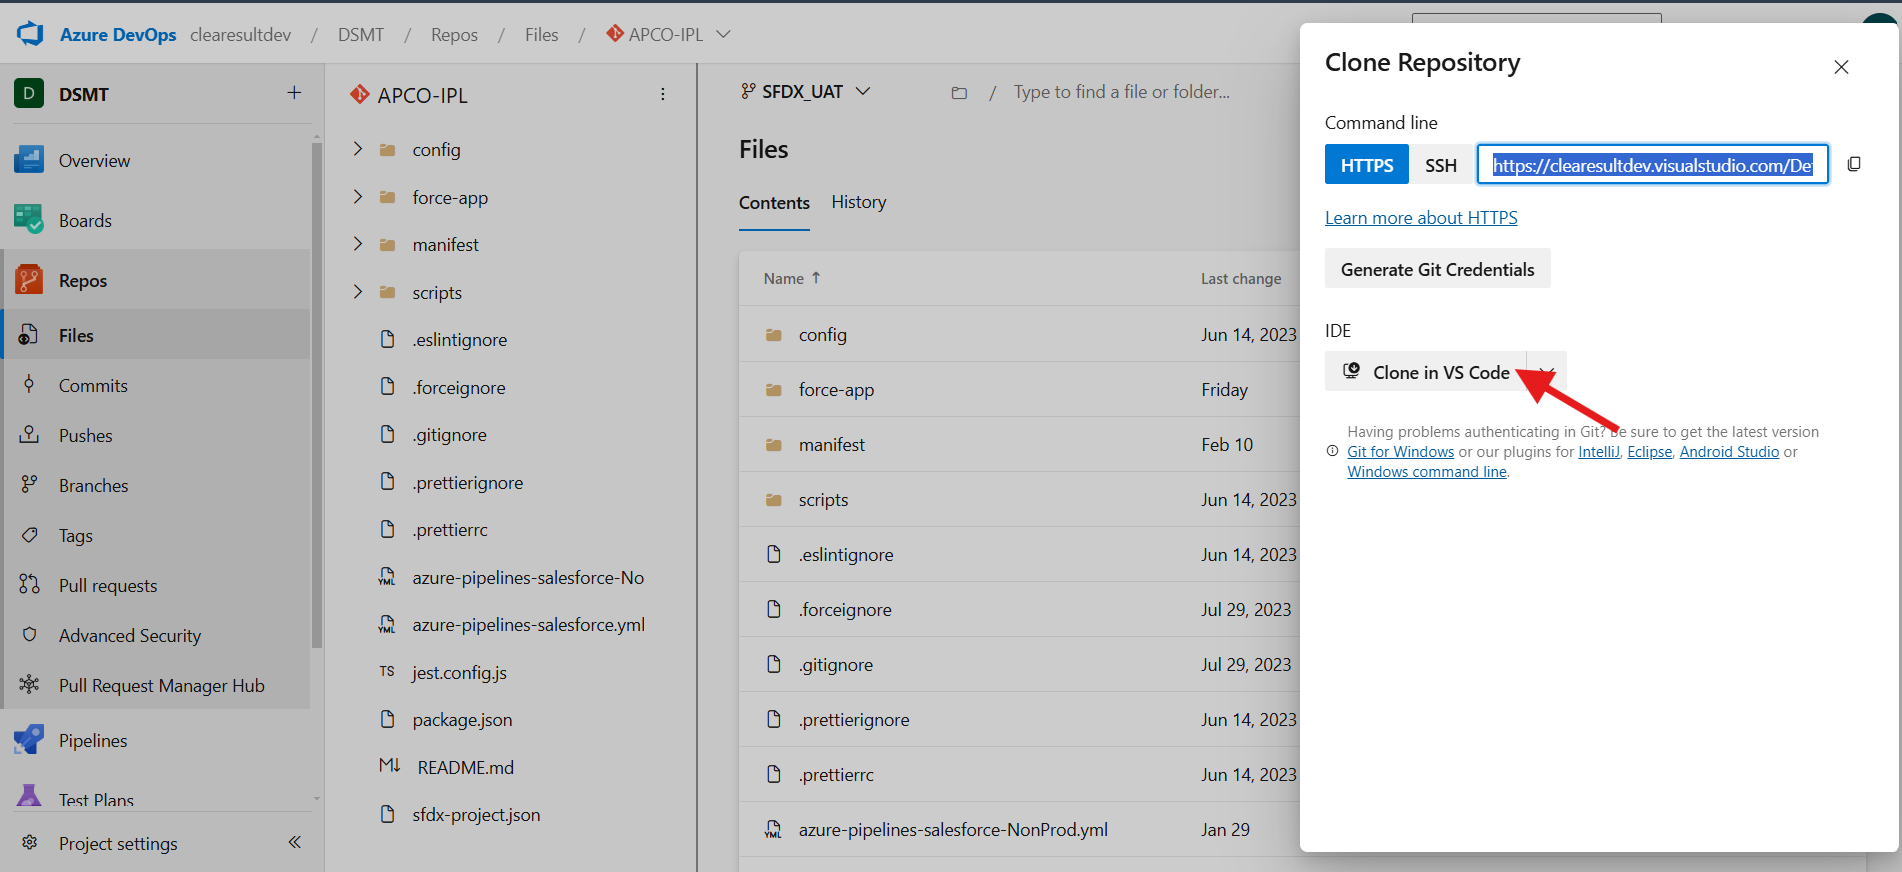 Azure DevOps clearesultdev / DSMT / Repos / Files / APCO-IPL
D DSMT
Overview
Boards
Repos
Files
Commits
Pushes
Branches
Tags
Pull requests
Advanced Security
Pull Request Manager Hub
Pipelines
Test Plans
Project settings
APCO-IPL
config
force-app
manifest
scripts
.eslintignore
.forceignore
.gitignore
.prettierignore
.prettierrc
YML azure-pipelines-salesforce-No
YML azure-pipelines-salesforce.yml
TS jest.config.js
package.json
M↓ README.md
sfdx-project.json
SFDX_UAT / Type to find a file or folder...
Files
Contents History
Name ↑ Last change
config Jun 14, 2023
force-app Friday
manifest Feb 10
scripts Jun 14, 2023
.eslintignore Jun 14, 2023
.forceignore Jul 29, 2023
.gitignore Jul 29, 2023
.prettierignore Jun 14, 2023
.prettierrc Jun 14, 2023
YML azure-pipelines-salesforce-NonProd.yml Jan 29
Clone Repository
Command line
HTTPS SSH https://clearesultdev.visualstudio.com/De
Learn more about HTTPS
Generate Git Credentials
IDE
Clone in VS Code
Having problems authenticating in Git? Be sure to get the latest version
Git for Windows or our plugins for IntelliJ, Eclipse, Android Studio or
Windows command line.